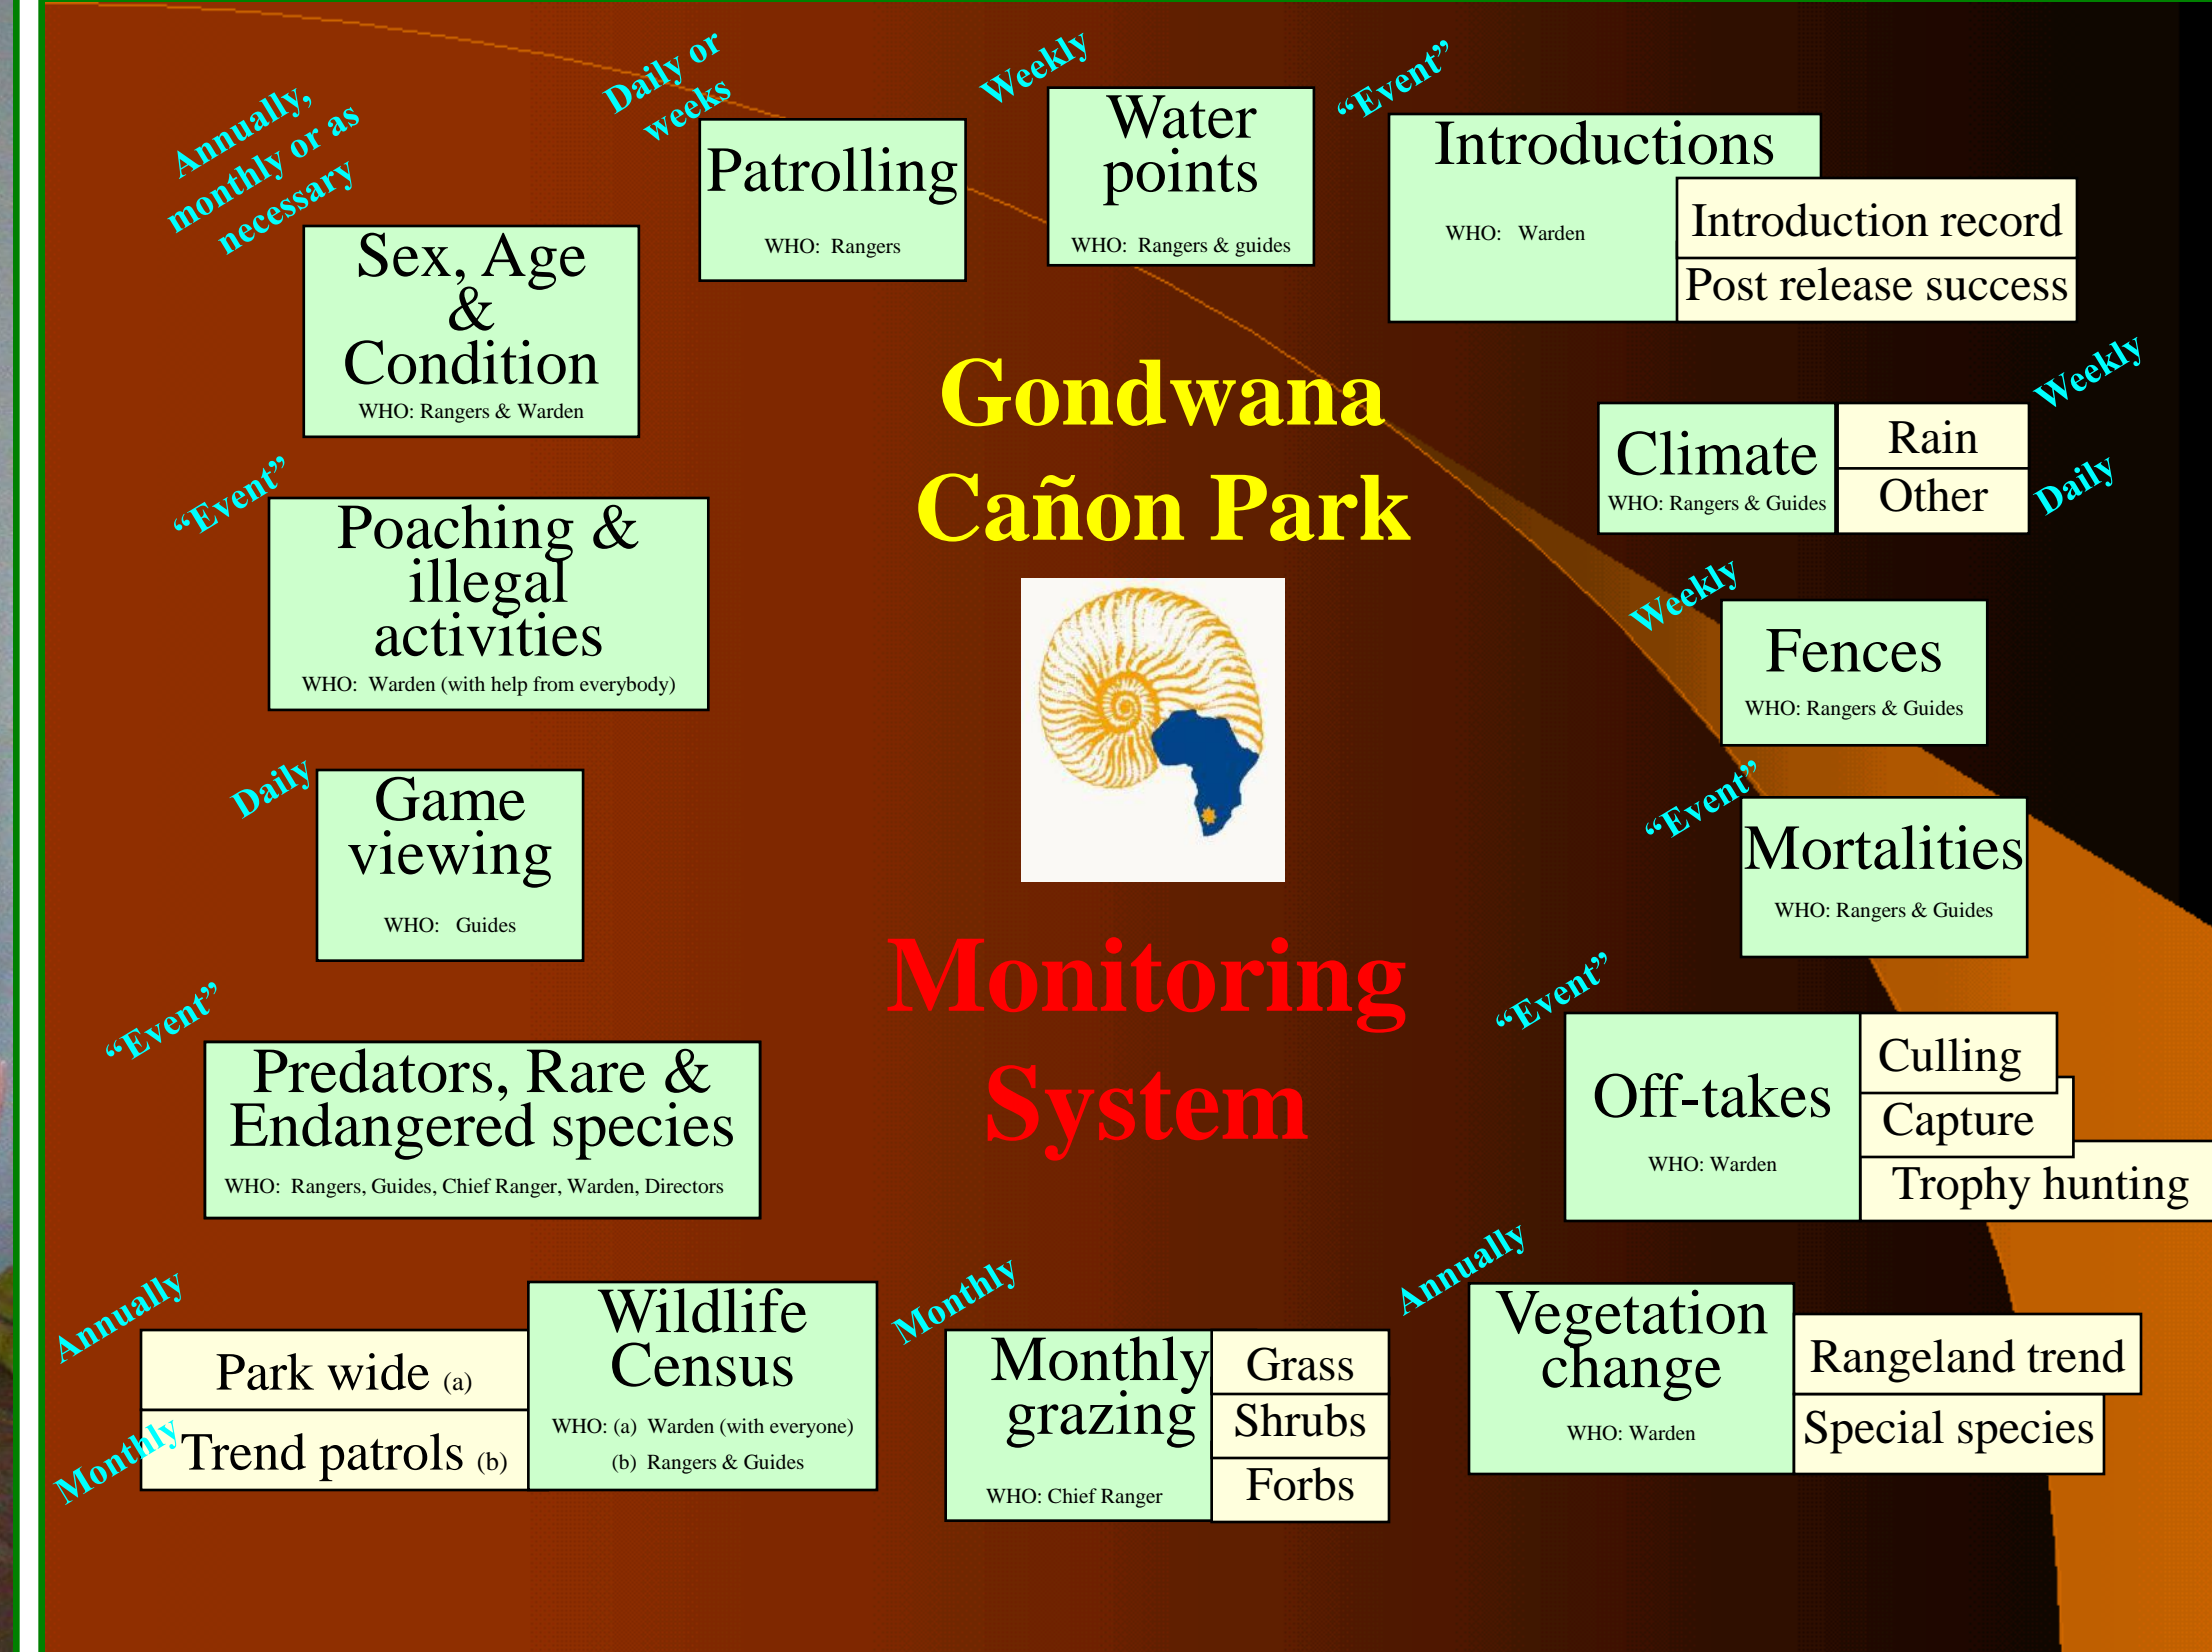 Annually,
monthly or as
necessary
Sex, Age
&
Condition
WHO: Rangers & Warden
Daily or
weeks
Patrolling
WHO: Rangers
Weekly
Water
points
WHO: Rangers & guides
“Event”
Introductions
WHO: Warden
Introduction record
Post release success
Gondwana
Cañon Park
Monitoring
System
Weekly
Climate
WHO: Rangers & Guides
Rain
Other
Daily
Weekly
Fences
WHO: Rangers & Guides
“Event”
Mortalities
WHO: Rangers & Guides
“Event”
Off-takes
WHO: Warden
Culling
Capture
Trophy hunting
Annually
Vegetation
change
WHO: Warden
Rangeland trend
Special species
Monthly
Monthly
grazing
WHO: Chief Ranger
Grass
Shrubs
Forbs
“Event”
Poaching &
illegal
activities
WHO: Warden (with help from everybody)
Daily
Game
viewing
WHO: Guides
“Event”
Predators, Rare &
Endangered species
WHO: Rangers, Guides, Chief Ranger, Warden, Directors
Annually
Park wide (a)
Monthly
Trend patrols (b)
Wildlife
Census
WHO: (a) Warden (with everyone)
(b) Rangers & Guides